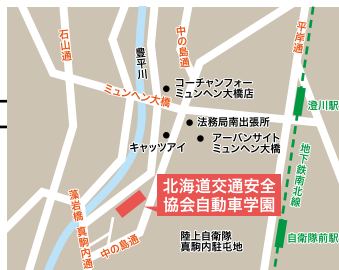 石山通
豊平川
中の島通
平岸通
コーチャンフォー
ミュンヘン大橋店
ミュンヘン大橋
澄川駅
法務局南出張所
キャッツアイ
アーバンサイト
ミュンヘン大橋
地下鉄南北線
北海道交通安全
協会自動車学園
藻岩橋
真駒内通
中の島通
陸上自衛隊
真駒内駐屯地
自衛隊前駅